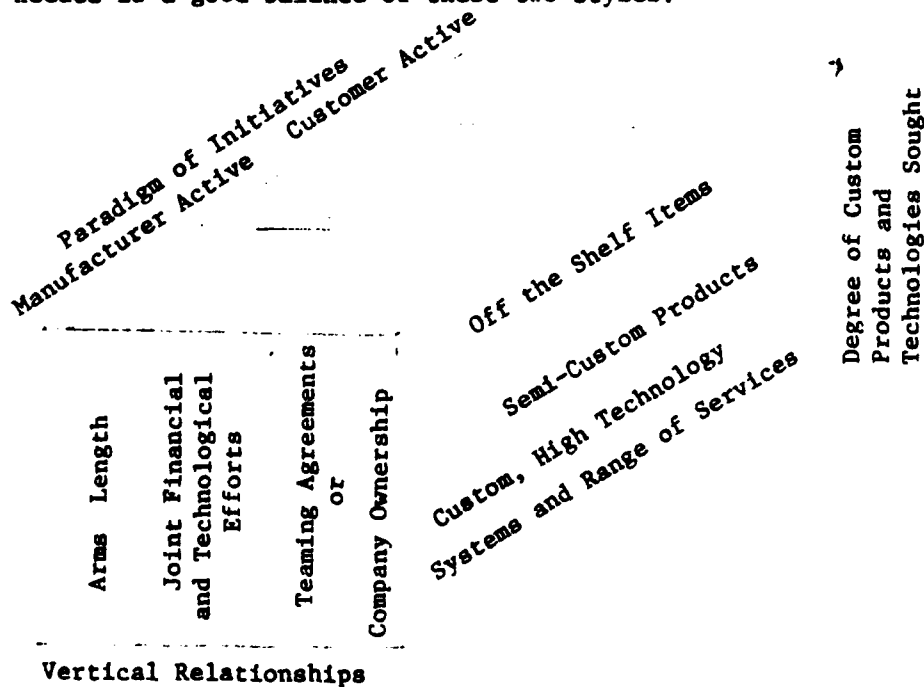 needs is a good balance of these two styles.
Paradigm of Initiatives
Manufacturer Active Customer Active
Off the Shelf Items
Semi-Custom Products
Custom, High Technology
Systems and Range of Services
Degree of Custom
Products and
Technologies Sought
Arms Length
Joint Financial
and Technological
Efforts
Teaming Agreements
or
Company Ownership
Vertical Relationships